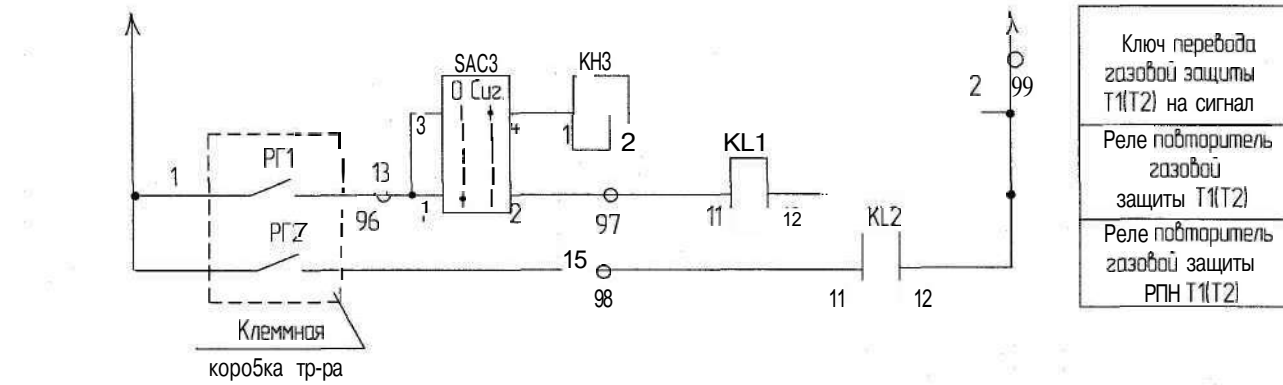 SAC3
КН3
0 Сиг.
3
4
1
2
2
99
РГ1
1
13
96
1
2
97
KL1
11
12
РГ2
15
98
KL2
11
12
Клеммная
коробка тр-ра
Ключ перевода
газовой защиты
Т1(Т2) на сигнал
Реле повторитель
газовой
защиты Т1(Т2)
Реле повторитель
газовой защиты
РПН Т1(Т2)